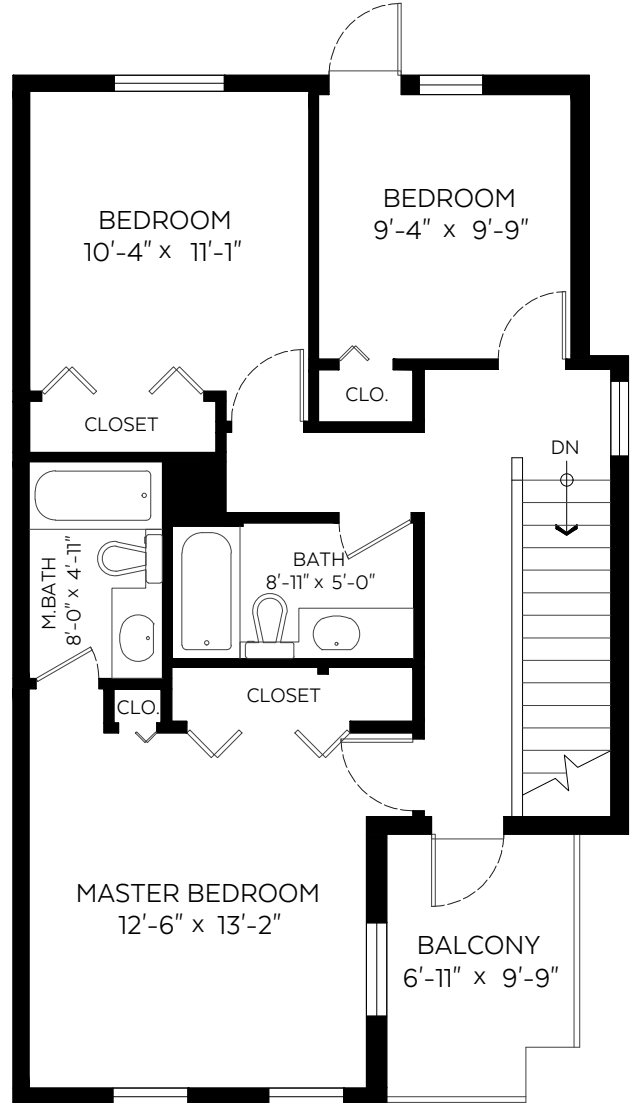 BEDROOM
10'-4" x 11'-1"
BEDROOM
9'-4" x 9'-9"
CLOSET
CLO.
DN
M.BATH
8'-0" x 4'-11"
BATH
8'-11" x 5'-0"
CLO.
CLOSET
MASTER BEDROOM
12'-6" x 13'-2"
BALCONY
6'-11" x 9'-9"